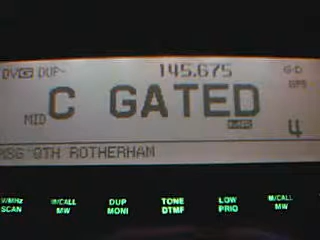 DV G DUP- 145.675
MID C GATED 4
MSG QTH ROTHERHAM
V/MHz M/CALL DUP TONE LOW M/CALL
SCAN MW MONI DTMF PRIO MW